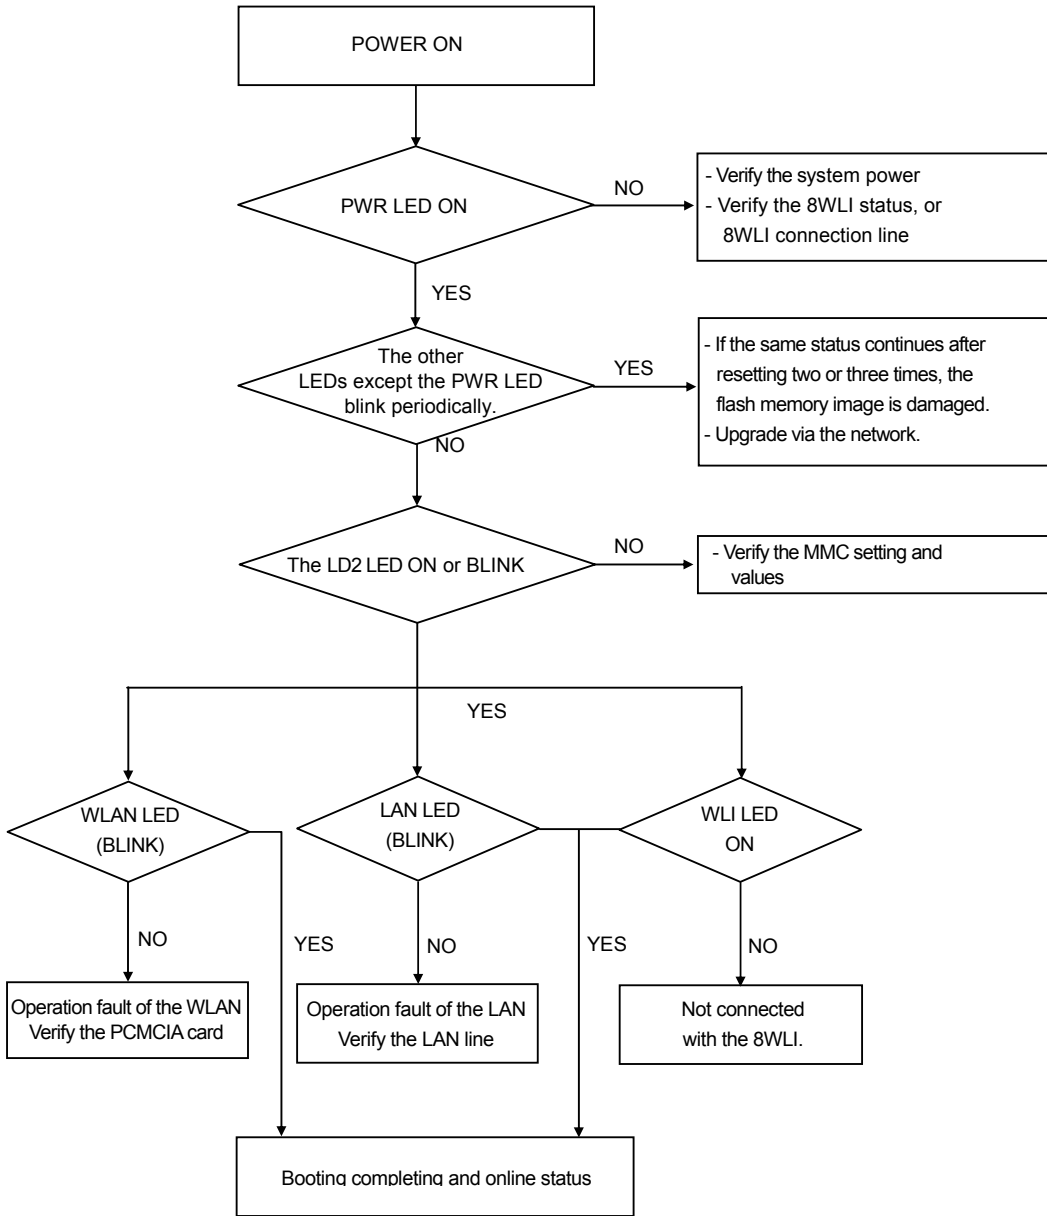 POWER ON
PWR LED ON
NO
- Verify the system power
- Verify the 8WLI status, or
8WLI connection line
YES
The other
LEDs except the PWR LED
blink periodically.
YES
- If the same status continues after
resetting two or three times, the
flash memory image is damaged.
- Upgrade via the network.
NO
The LD2 LED ON or BLINK
NO
- Verify the MMC setting and
values
YES
WLAN LED
(BLINK)
LAN LED
(BLINK)
WLI LED
ON
NO
YES
NO
YES
NO
Operation fault of the WLAN
Verify the PCMCIA card
Operation fault of the LAN
Verify the LAN line
Not connected
with the 8WLI.
Booting completing and online status